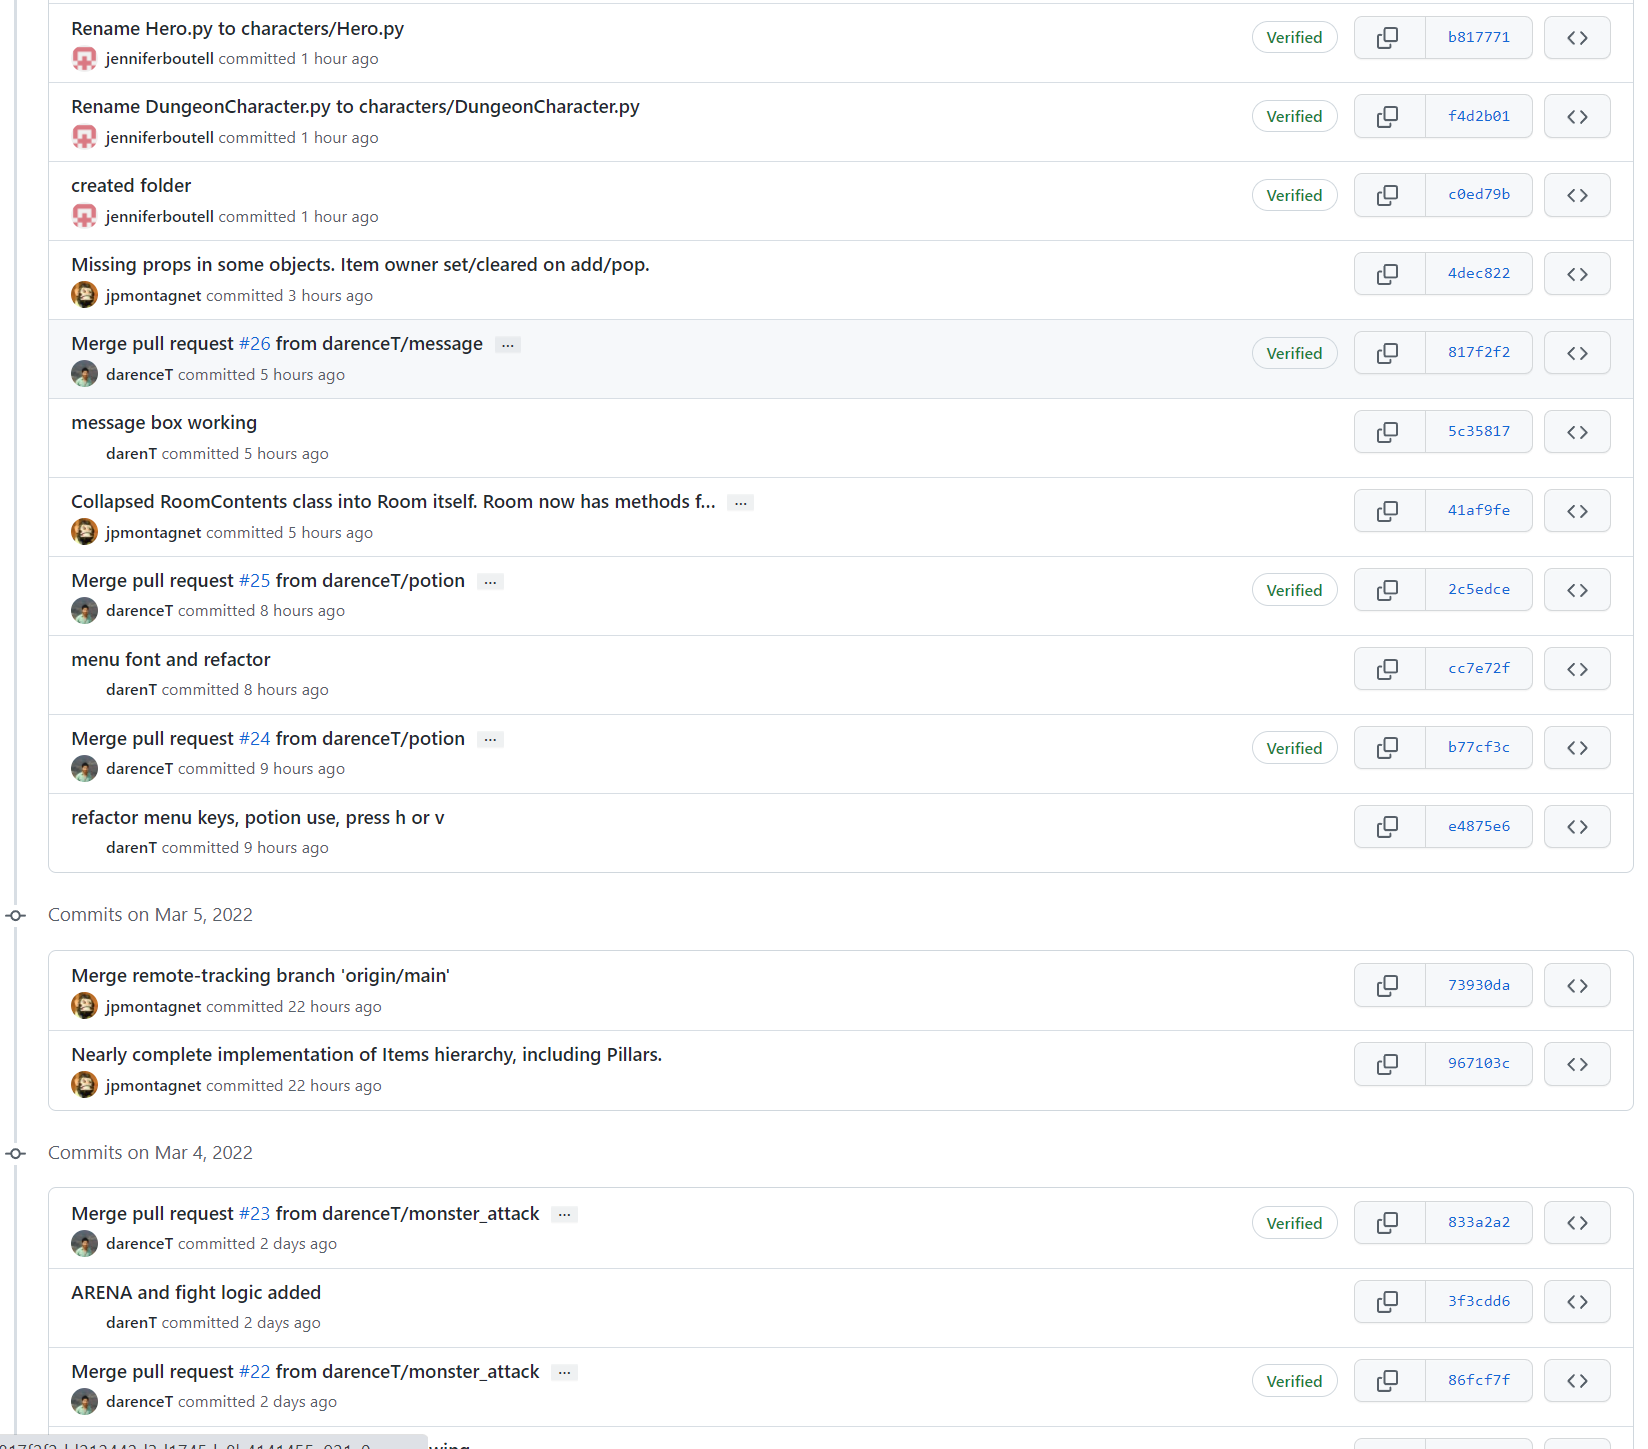 Rename Hero.py to characters/Hero.py
Verified
b817771
jenniferboutell committed 1 hour ago
Rename DungeonCharacter.py to characters/DungeonCharacter.py
Verified
f4d2b01
jenniferboutell committed 1 hour ago
created folder
Verified
c0ed79b
jenniferboutell committed 1 hour ago
Missing props in some objects. Item owner set/cleared on add/pop.
4dec822
jpmontagnet committed 3 hours ago
Merge pull request #26 from darenceT/message ...
Verified
817f2f2
darenceT committed 5 hours ago
message box working
5c35817
darenT committed 5 hours ago
Collapsed RoomContents class into Room itself. Room now has methods f... ...
41af9fe
jpmontagnet committed 5 hours ago
Merge pull request #25 from darenceT/potion ...
Verified
2c5edce
darenceT committed 8 hours ago
menu font and refactor
cc7e72f
darenT committed 8 hours ago
Merge pull request #24 from darenceT/potion ...
Verified
b77cf3c
darenceT committed 9 hours ago
refactor menu keys, potion use, press h or v
e4875e6
darenT committed 9 hours ago
Commits on Mar 5, 2022
Merge remote-tracking branch 'origin/main'
73930da
jpmontagnet committed 22 hours ago
Nearly complete implementation of Items hierarchy, including Pillars.
967103c
jpmontagnet committed 22 hours ago
Commits on Mar 4, 2022
Merge pull request #23 from darenceT/monster_attack ...
Verified
833a2a2
darenceT committed 2 days ago
ARENA and fight logic added
3f3cdd6
darenT committed 2 days ago
Merge pull request #22 from darenceT/monster_attack ...
Verified
86fcf7f
darenceT committed 2 days ago